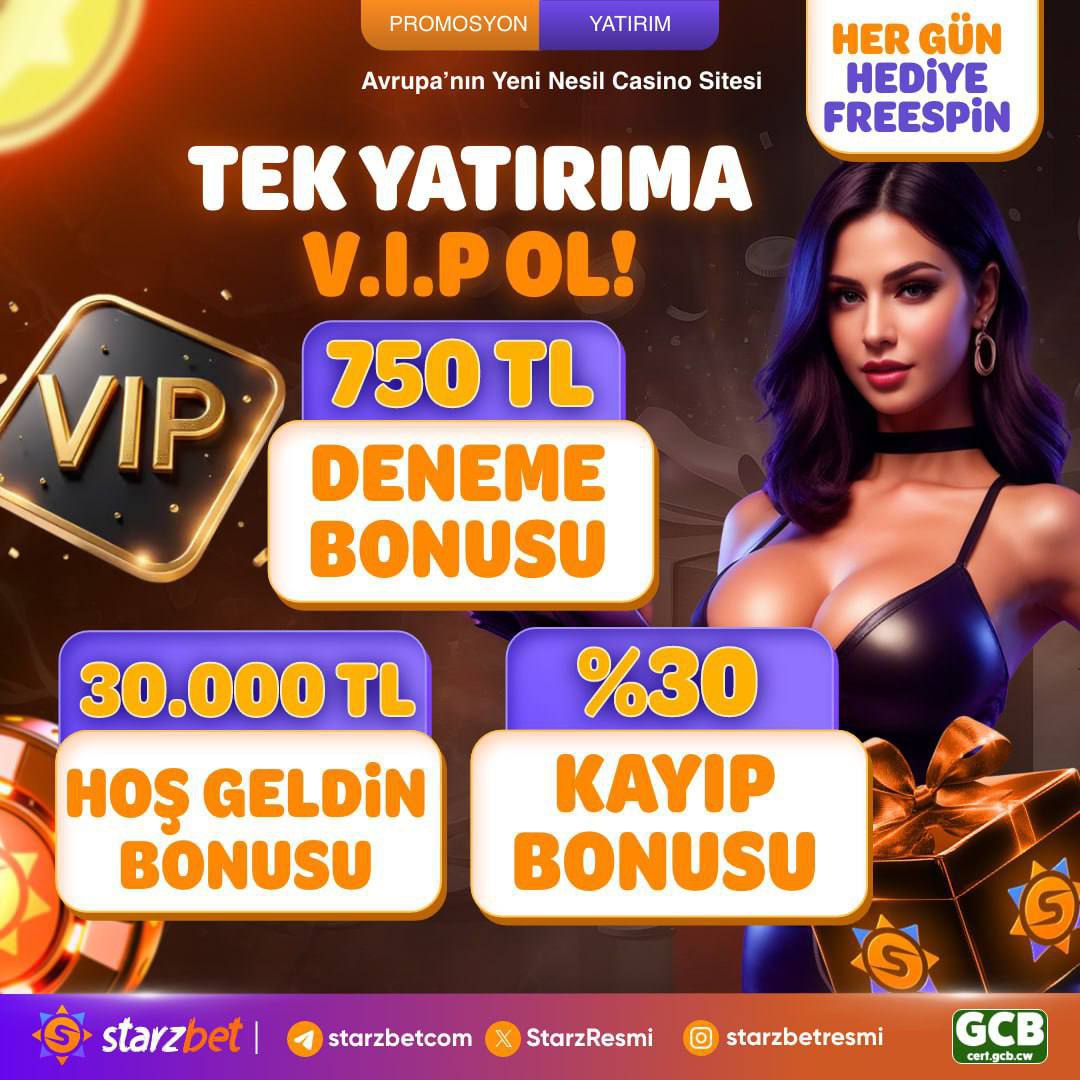 PROMOSYON YATIRIM
Avrupa’nın Yeni Nesil Casino Sitesi
HER GÜN
HEDİYE
FREESPİN
TEK YATIRIMA
V.I.P OL!
VIP
750 TL
DENEME
BONUSU
30.000 TL
HOŞ GELDİN
BONUSU
%30
KAYIP
BONUSU
S
S
S starzbet | starzbetcom X StarzResmi starzbetresmi
GCB
cert.gcb.cw